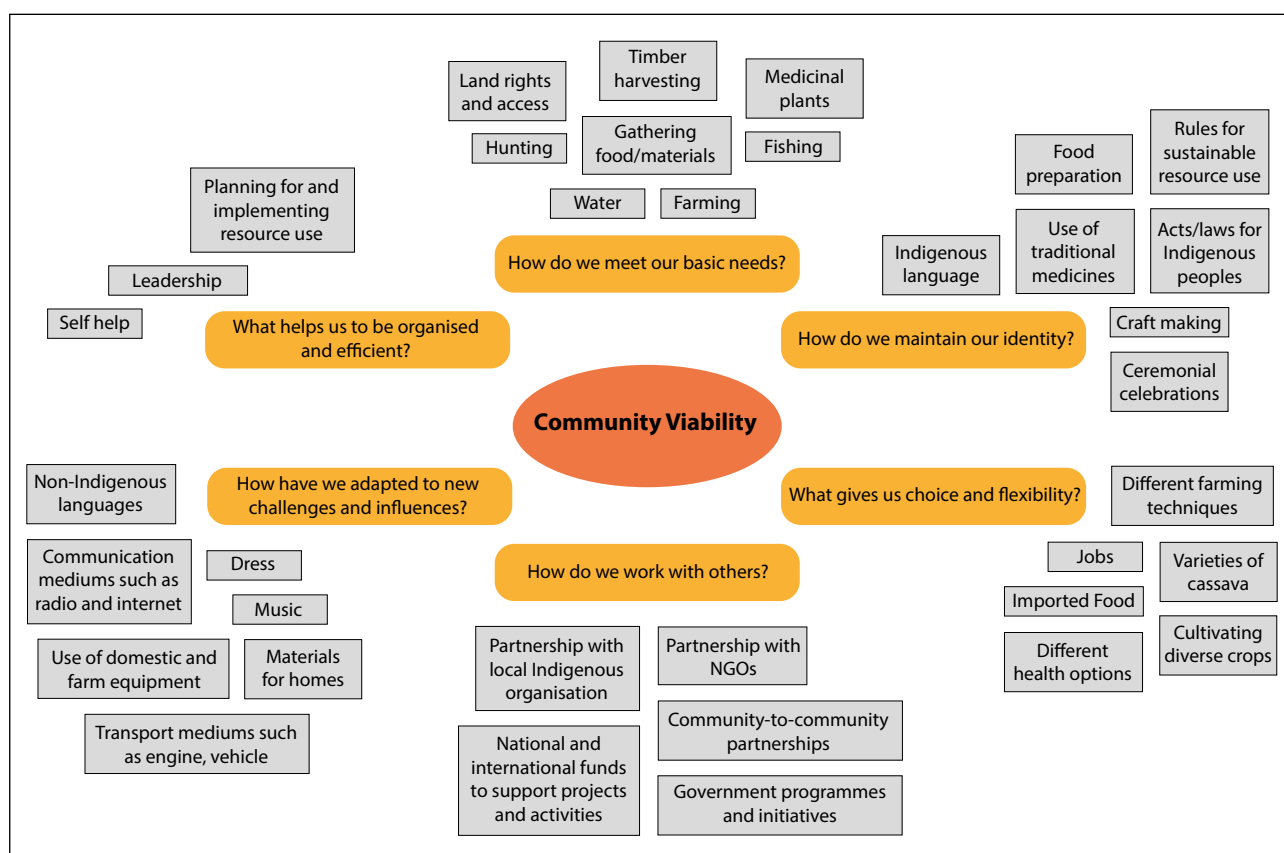 Timber
harvesting
Land rights
and access
Medicinal
plants
Hunting
Gathering
food/materials
Fishing
Water
Farming
How do we meet our basic needs?
Planning for and
implementing
resource use
Leadership
Self help
What helps us to be organised
and efficient?
Food
preparation
Rules for
sustainable
resource use
Indigenous
language
Use of
traditional
medicines
Acts/laws for
Indigenous
peoples
Craft making
Ceremonial
celebrations
How do we maintain our identity?
Community Viability
Non-Indigenous
languages
How have we adapted to new
challenges and influences?
Communication
mediums such as
radio and internet
Dress
Music
Use of domestic and
farm equipment
Materials
for homes
Transport mediums such
as engine, vehicle
How do we work with others?
Partnership with
local Indigenous
organisation
Partnership with
NGOs
National and
international funds
to support projects
and activities
Community-to-community
partnerships
Government programmes
and initiatives
What gives us choice and flexibility?
Different farming
techniques
Jobs
Varieties of
cassava
Imported Food
Different
health options
Cultivating
diverse crops